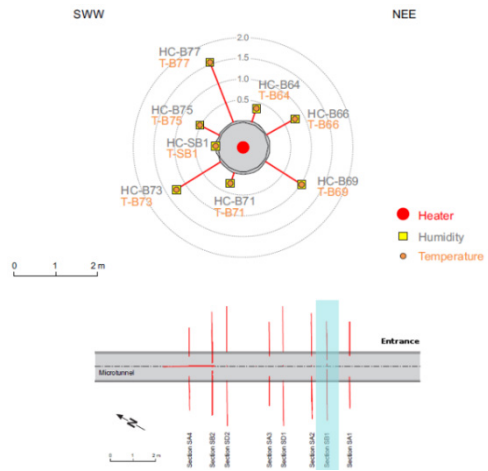 SWW
NEE
2.0
1.5
1.0
0.5
HC-B77
T-B77
HC-B64
T-B64
HC-B75
T-B75
HC-B66
T-B66
HC-SB1
T-SB1
HC-B73
T-B73
HC-B71
T-B71
HC-B69
T-B69
Heater
Humidity
Temperature
0 1 2 m
Entrance
Microtunnel
N
0 1 2 m
Section SA4
Section SB2
Section SD2
Section SA3
Section SD1
Section SA2
Section SB1
Section SA1